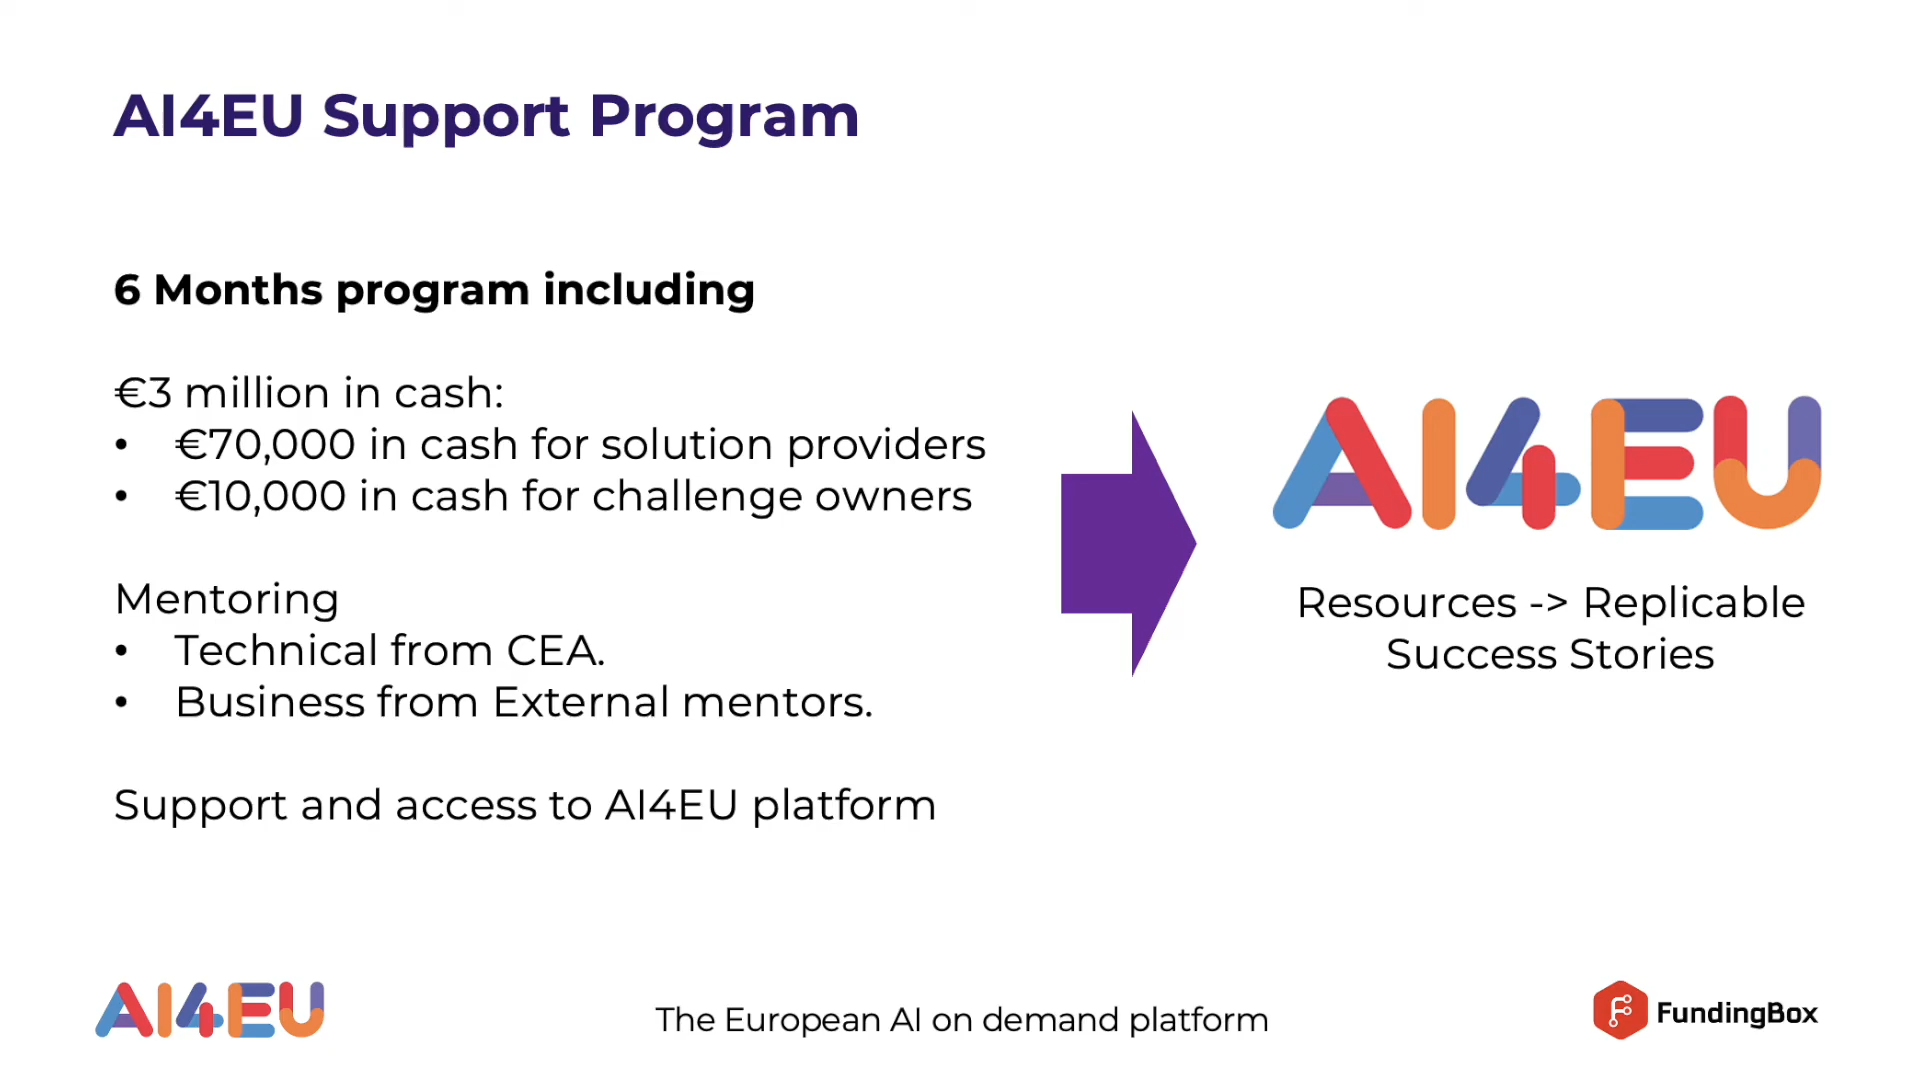 AI4EU Support Program
6 Months program including
€3 million in cash:
• €70,000 in cash for solution providers
• €10,000 in cash for challenge owners
Mentoring
• Technical from CEA.
• Business from External mentors.
Support and access to AI4EU platform
AI4EU
Resources -> Replicable
Success Stories
AI4EU
The European AI on demand platform
FundingBox